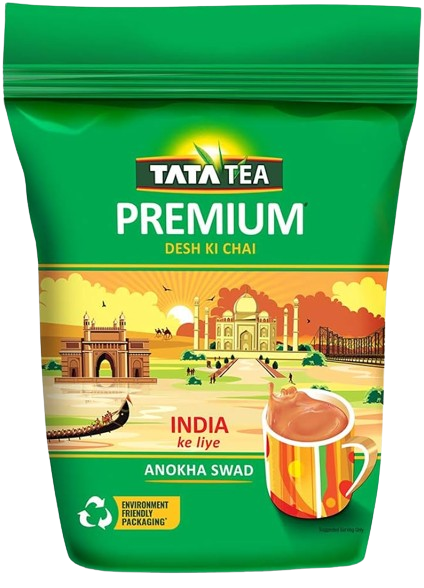 TATA TEA
PREMIUM
DESH KI CHAI
INDIA
ke liye
ANOKHA SWAD
ENVIRONMENT
FRIENDLY
PACKAGING*